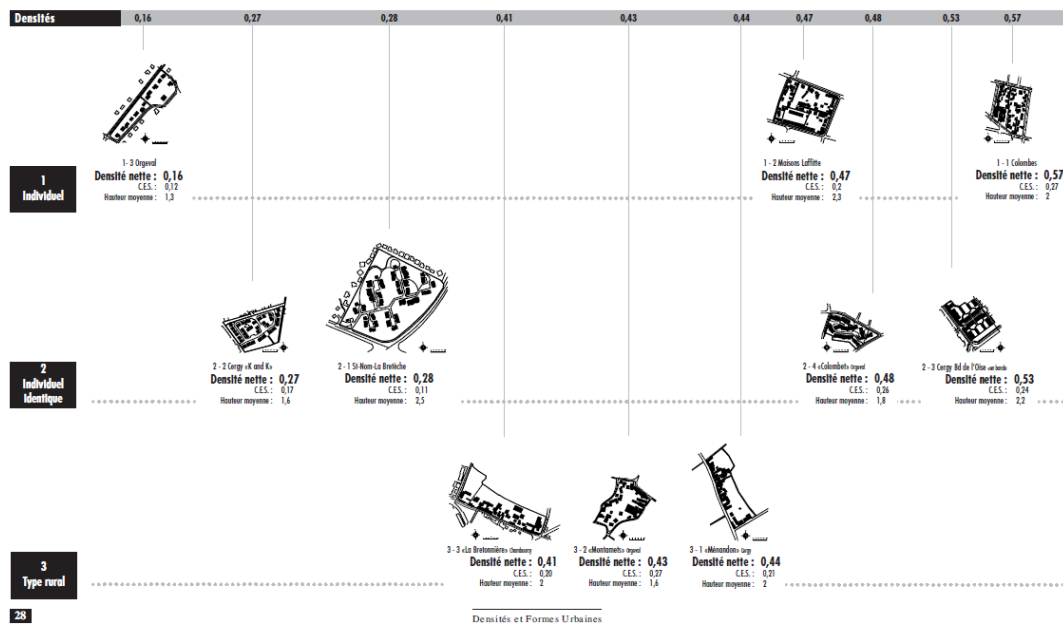 Densités 0,16 0,27 0,28 0,41 0,43 0,44 0,47 0,48 0,53 0,57
1
Individuel
1- 3 Orgeval
Densité nette : 0,16
C.E.S. : 0,12
Hauteur moyenne : 1,3
1 - 2 Maisons Laffitte
Densité nette : 0,47
C.E.S. : 0,2
Hauteur moyenne : 2,3
1 - 1 Colombes
Densité nette : 0,57
C.E.S. : 0,27
Hauteur moyenne : 2
2
Individuel
identique
2 - 2 Cergy «K and K»
Densité nette : 0,27
C.E.S. : 0,17
Hauteur moyenne : 1,6
2 - 1 St-Nom-La Bretèche
Densité nette : 0,28
C.E.S. : 0,11
Hauteur moyenne : 2,5
2 - 4 «Colombet» Orgeval
Densité nette : 0,48
C.E.S. : 0,26
Hauteur moyenne : 1,8
2 - 3 Cergy Bd de l'Oise «en bande»
Densité nette : 0,53
C.E.S. : 0,24
Hauteur moyenne : 2,2
3
Type rural
3 - 3 «La Bretonnière» Chambourcy
Densité nette : 0,41
C.E.S. : 0,20
Hauteur moyenne : 2
3 - 2 «Montamets» Orgeval
Densité nette : 0,43
C.E.S. : 0,27
Hauteur moyenne : 1,6
3 - 1 «Ménandon» Cergy
Densité nette : 0,44
C.E.S. : 0,21
Hauteur moyenne : 2
28
Densités et Formes Urbaines